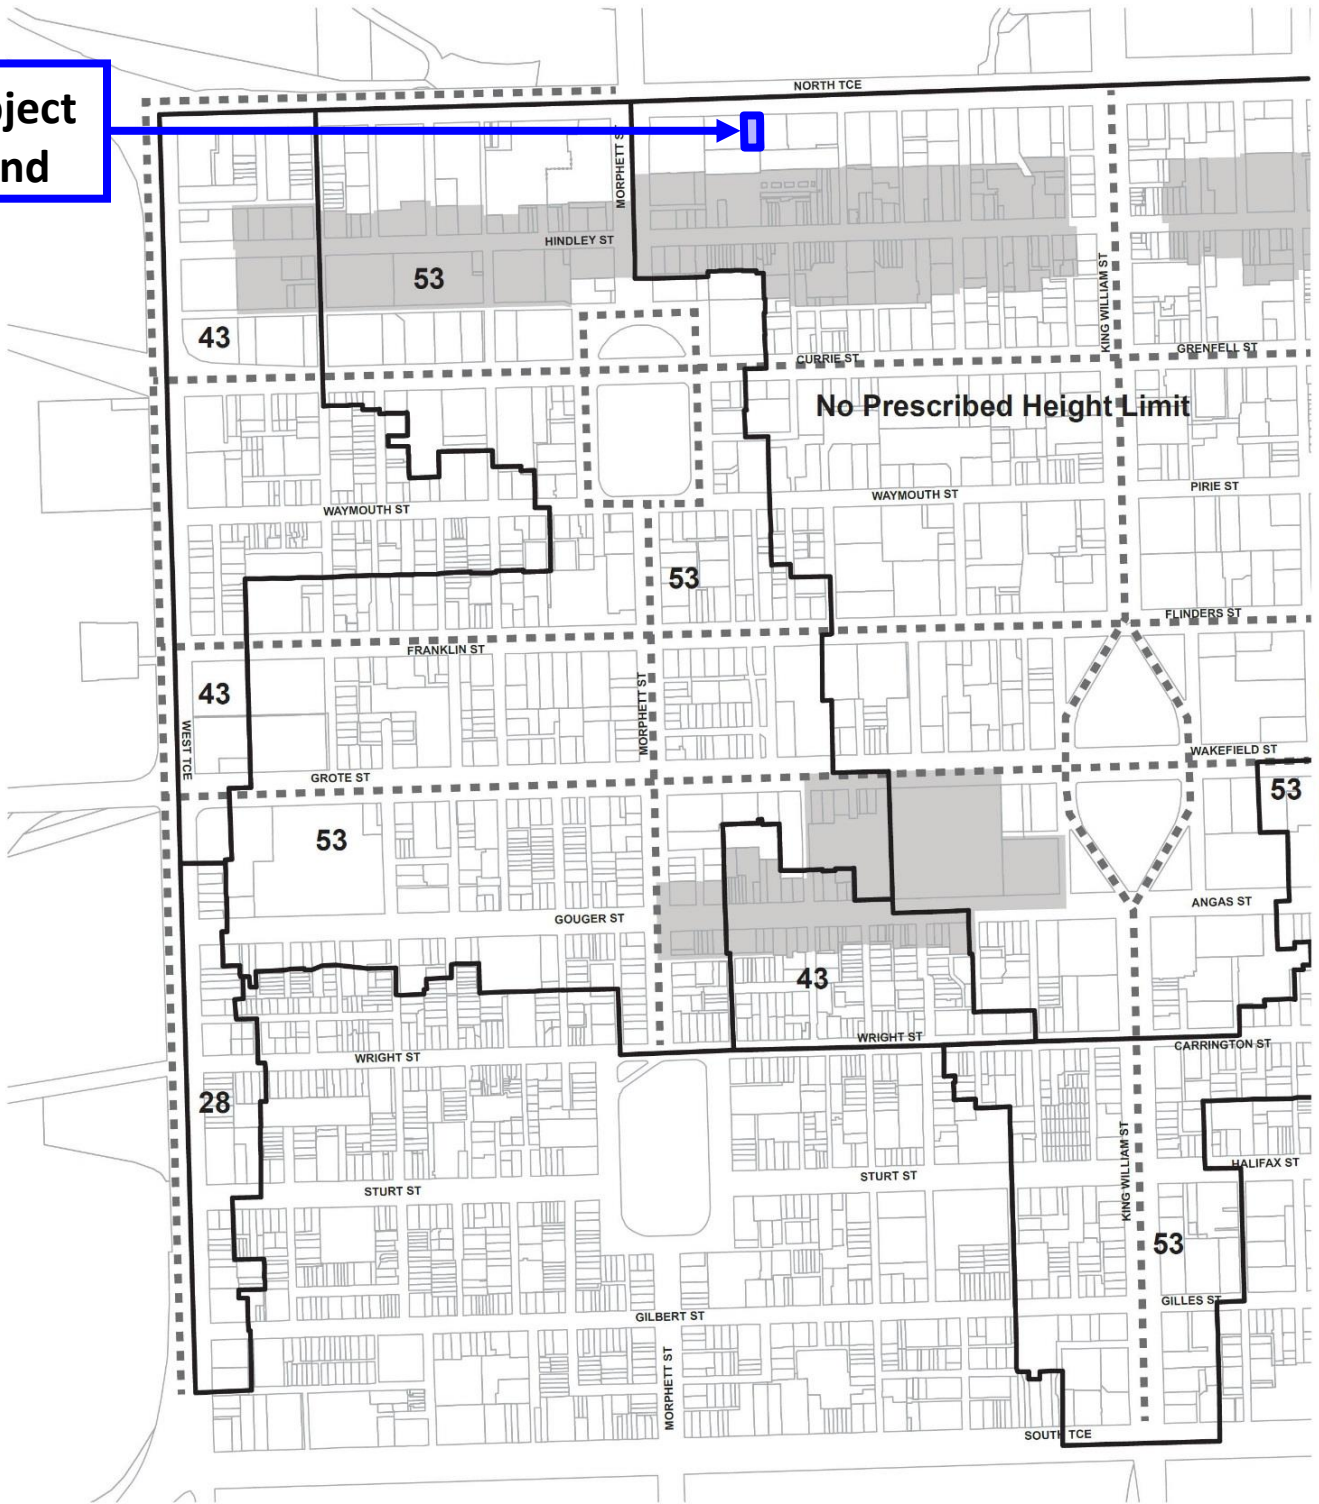 bject
nd
NORTH TCE
MORPHETT ST
HINDLEY ST
53
43
KING WILLIAM ST
GRENFELL ST
CURRIE ST
No Prescribed Height Limit
WAYMOUTH ST
WAYMOUTH ST
PIRIE ST
53
FLINDERS ST
FRANKLIN ST
43
WEST TCE
MORPHETT ST
WAKEFIELD ST
GROTE ST
53
53
GOUGER ST
ANGAS ST
43
WRIGHT ST
WRIGHT ST
CARRINGTON ST
28
KING WILLIAM ST
HALIFAX ST
STURT ST
STURT ST
53
GILLES ST
GILBERT ST
MORPHETT ST
SOUTH TCE